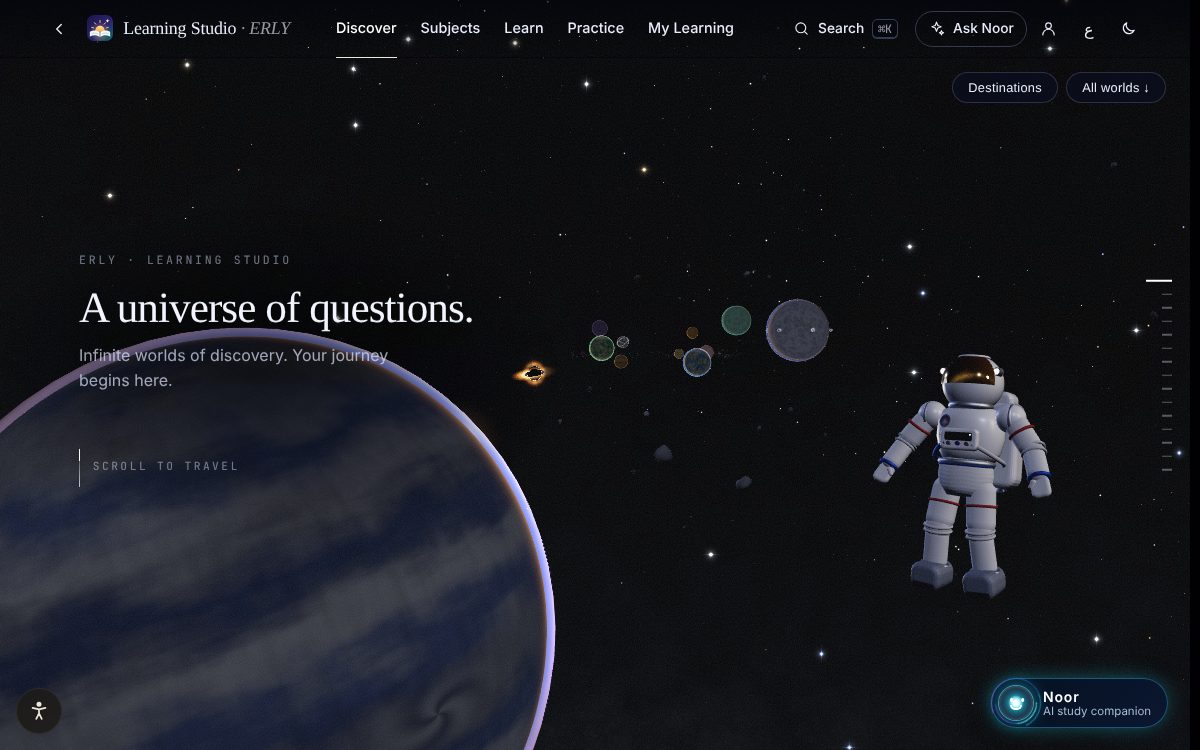 Learning Studio · ERLY
Discover
Subjects
Learn
Practice
My Learning
Search ⌘K
Ask Noor
ع
Destinations
All worlds ↓
ERLY · LEARNING STUDIO
A universe of questions.
Infinite worlds of discovery. Your journey
begins here.
SCROLL TO TRAVEL
Noor
AI study companion